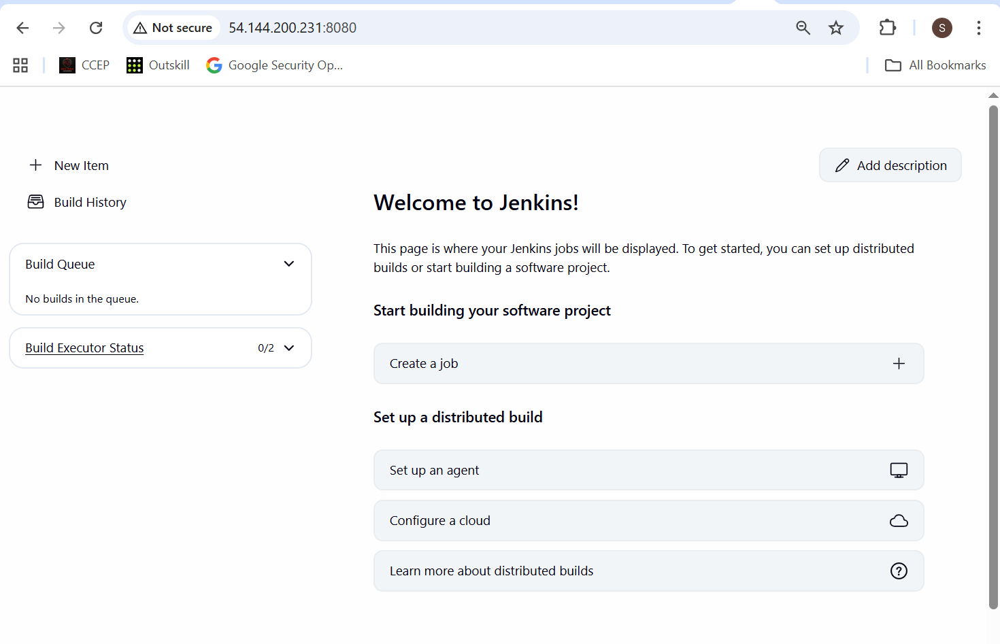 Not secure 54.144.200.231:8080
S
CCEP
Outskill
Google Security Op...
All Bookmarks
New Item
Build History
Build Queue
No builds in the queue.
Build Executor Status 0/2
Add description
Welcome to Jenkins!
This page is where your Jenkins jobs will be displayed. To get started, you can set up distributed
builds or start building a software project.
Start building your software project
Create a job
Set up a distributed build
Set up an agent
Configure a cloud
Learn more about distributed builds